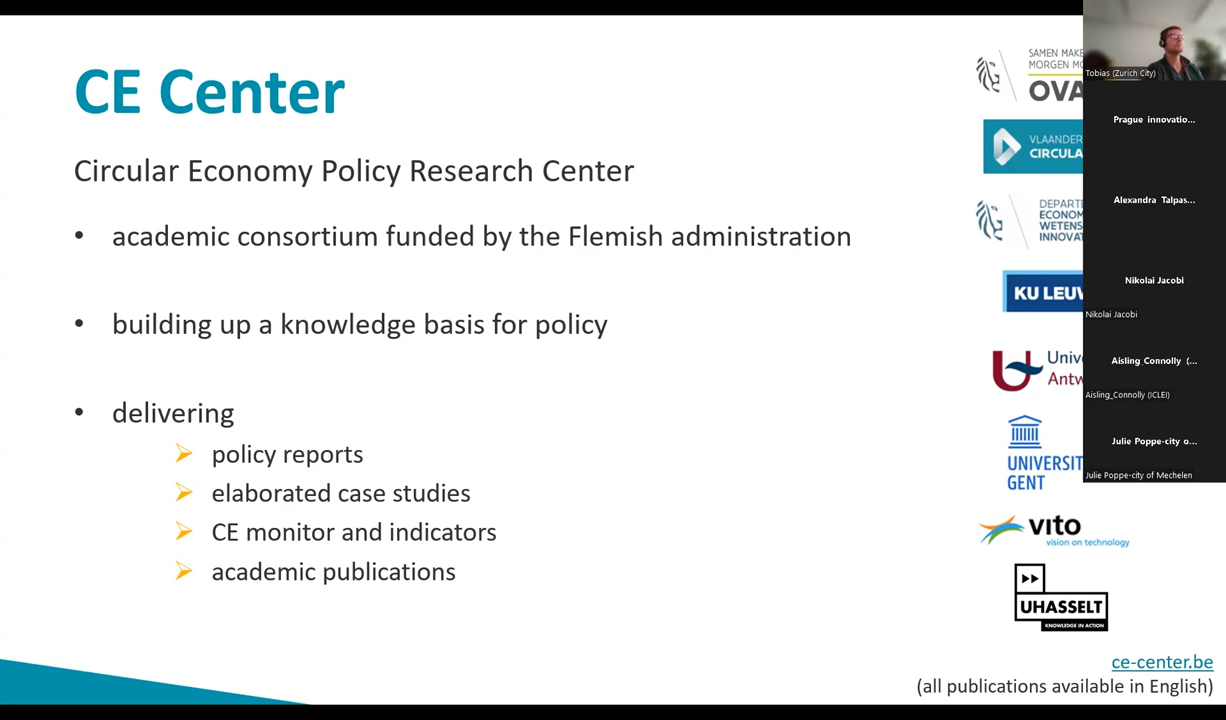 CE Center
Circular Economy Policy Research Center
• academic consortium funded by the Flemish administration
• building up a knowledge basis for policy
• delivering
policy reports
elaborated case studies
CE monitor and indicators
academic publications
SAMEN MAKE
MORGEN MO
OVA
VLAANDER
CIRCULA
DEPARTE
ECONOM
WETENS
INNOVAT
KU LEUV
Unive
Antw
UNIVERSIT
GENT
vito
vision on technology
UHASSELT
KNOWLEDGE IN ACTION
ce-center.be
(all publications available in English)
Tobias (Zurich City)
Prague innovatio...
Alexandra Talpas...
Nikolai Jacobi
Nikolai Jacobi
Aisling_Connolly (...
Aisling_Connolly (ICLEI)
Julie Poppe-city o...
Julie Poppe-city of Mechelen